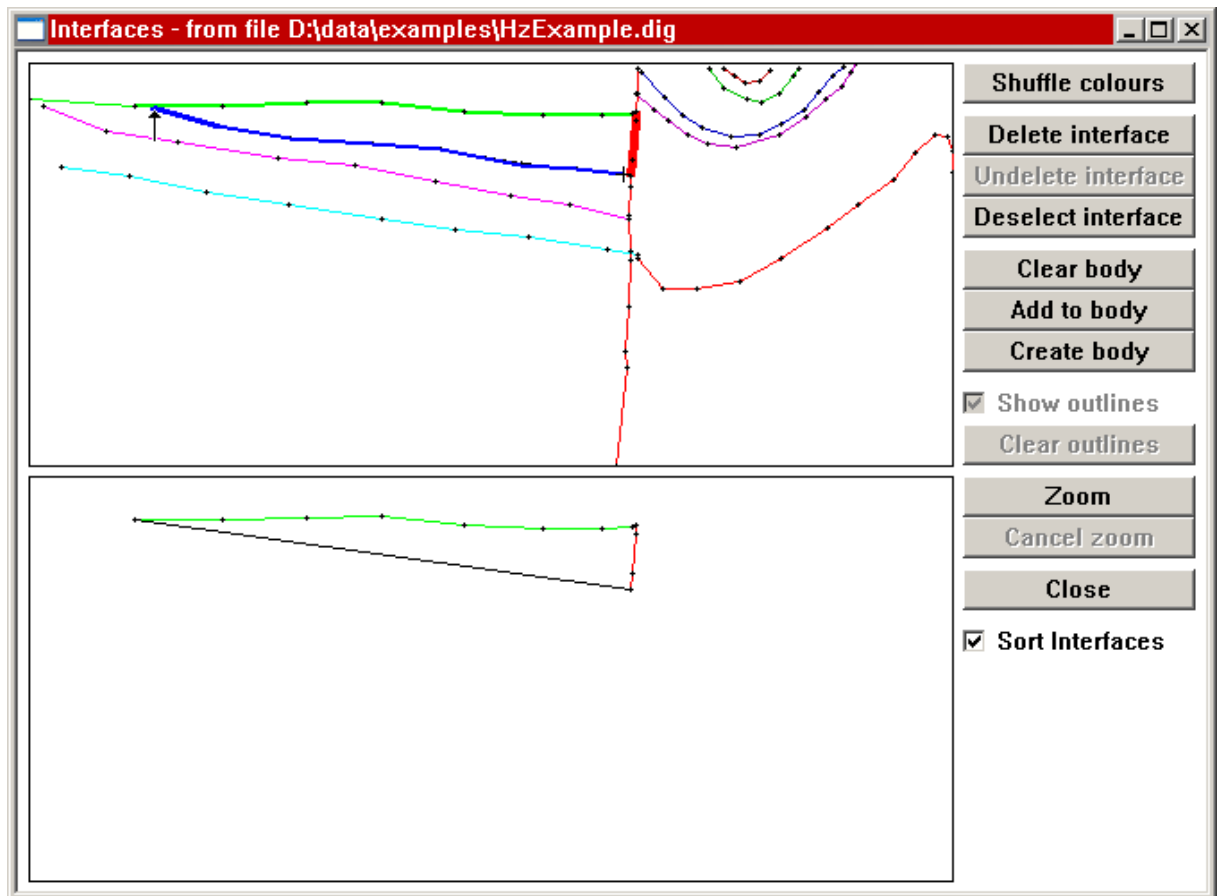 Interfaces - from file D:\data\examples\HzExample.dig
Shuffle colours
Delete interface
Undelete interface
Deselect interface
Clear body
Add to body
Create body
Show outlines
Clear outlines
Zoom
Cancel zoom
Close
Sort Interfaces